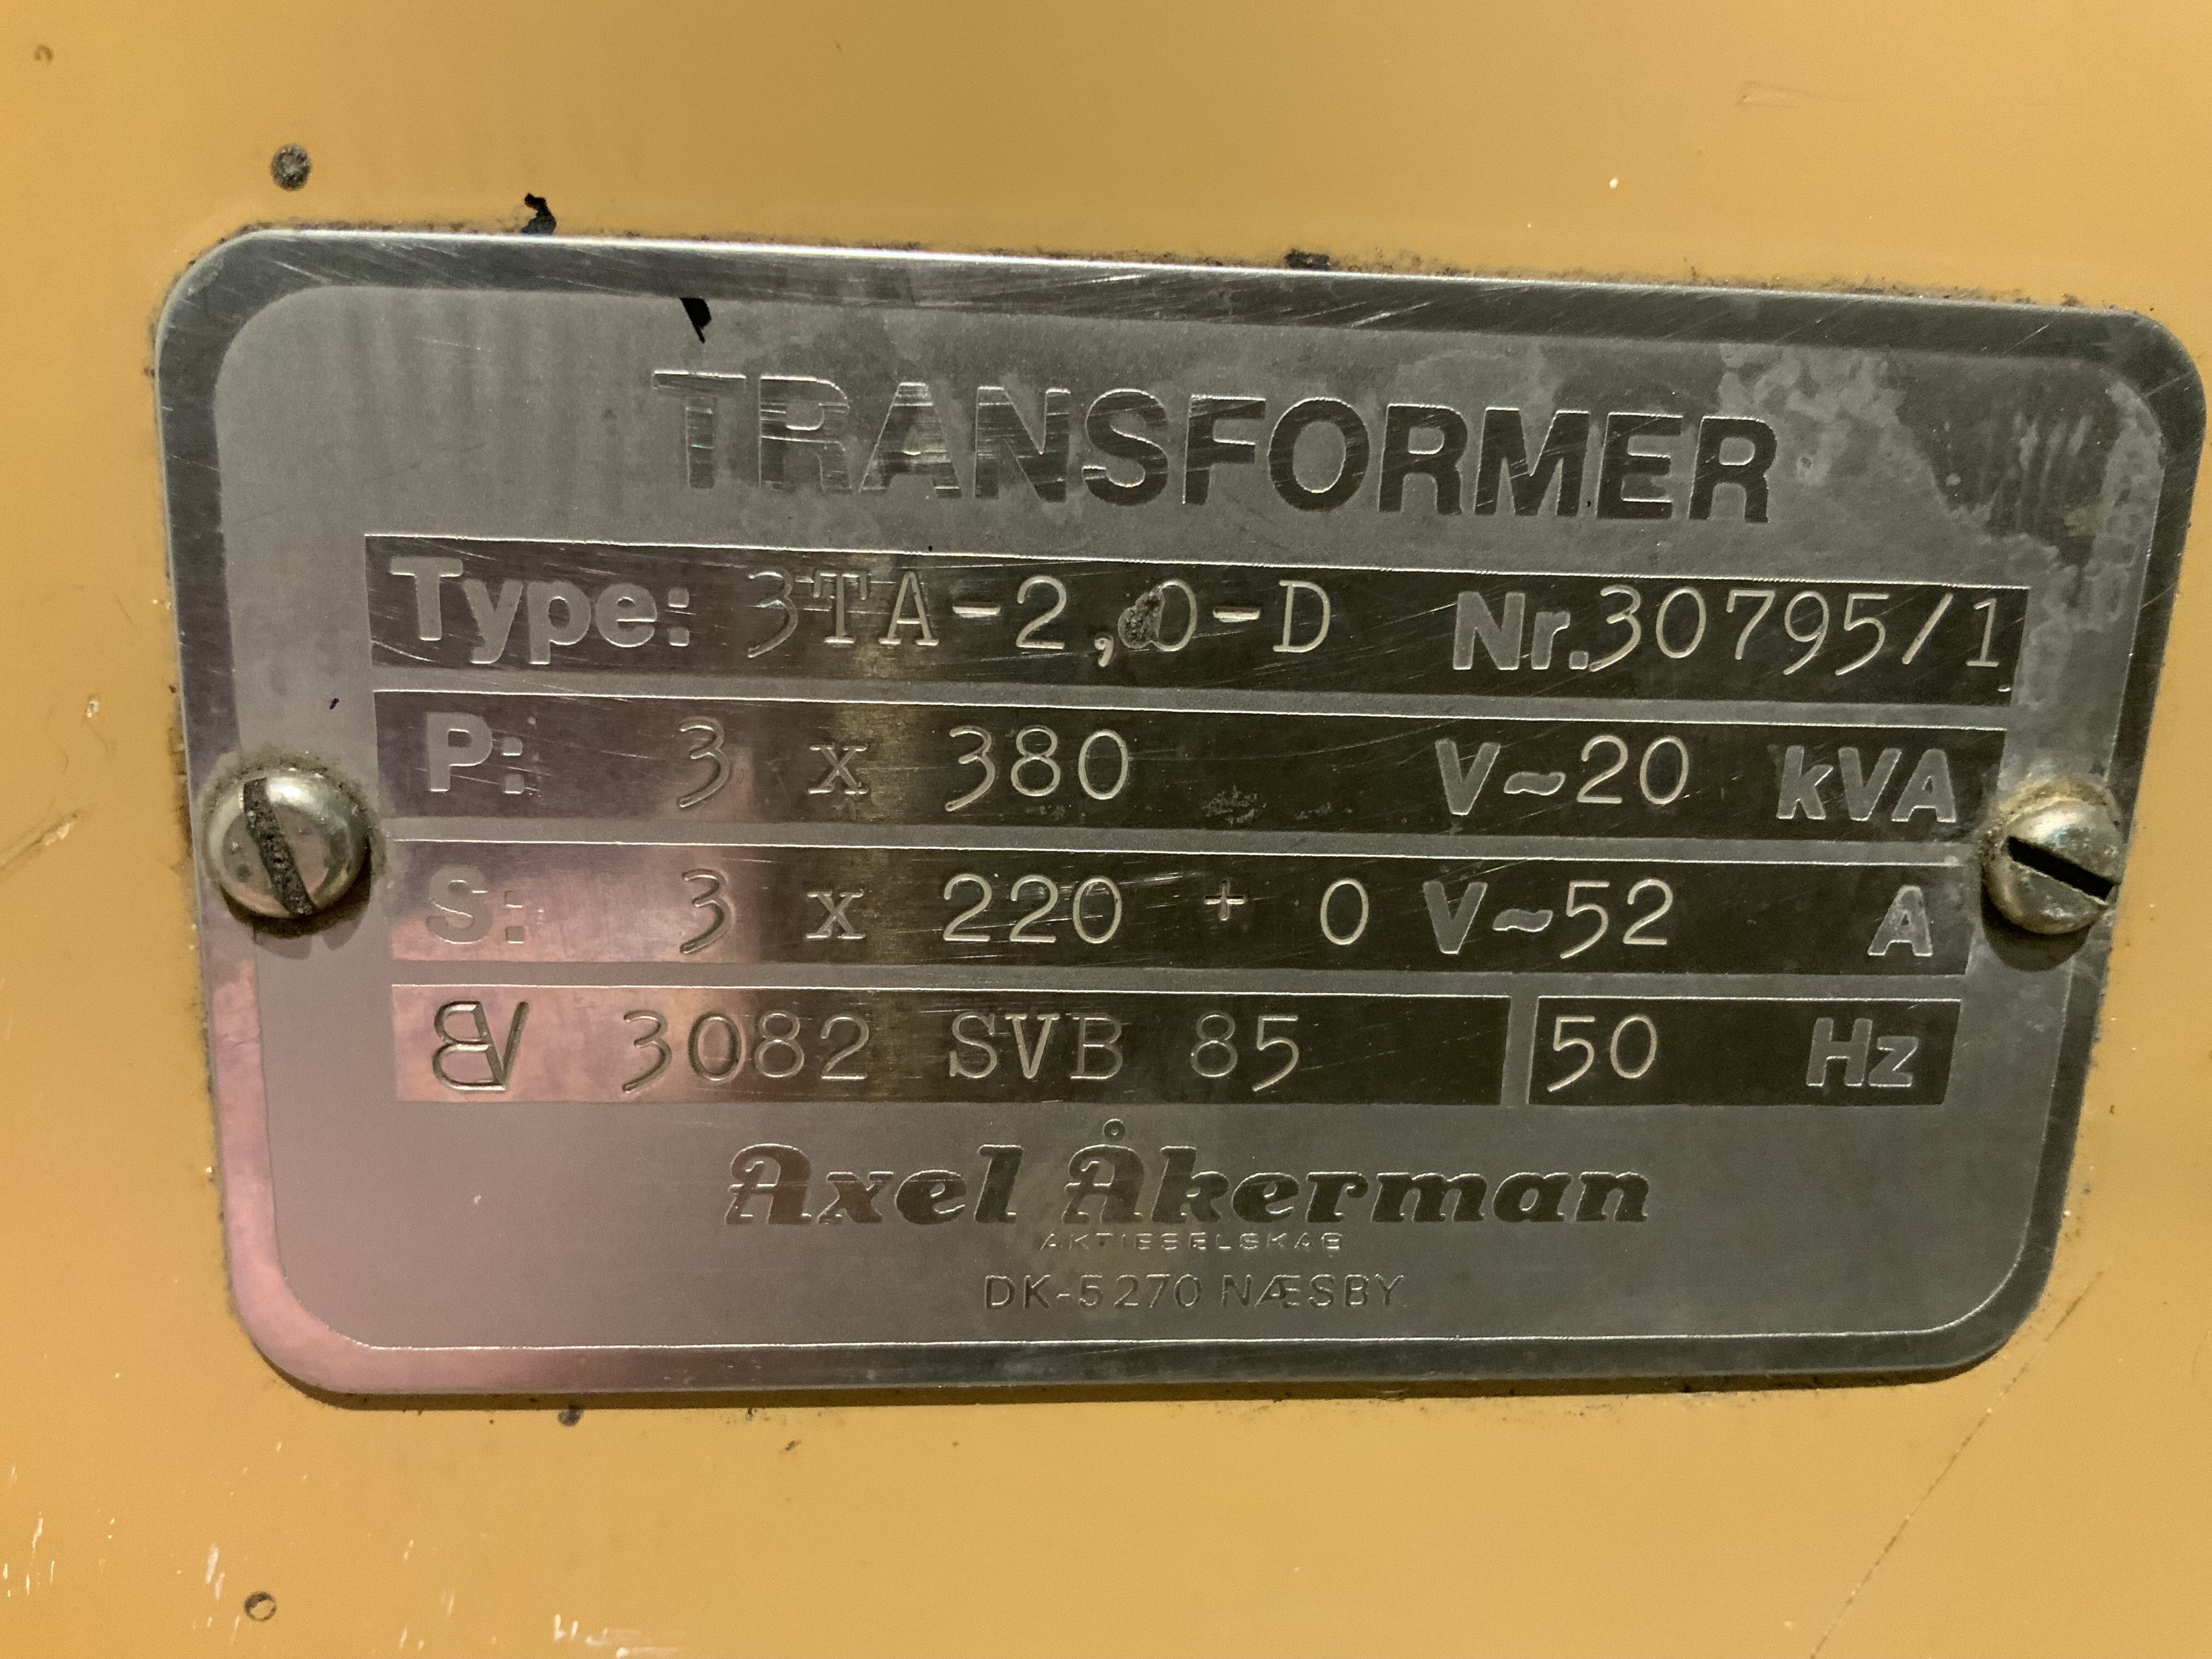 TRANSFORMER
Type: 3TA-2,0-D Nr. 30795/1
P: 3 x 380 V~20 kVA
S: 3 x 220 + 0 V~52 A
3082 SVB 85 50 Hz
Axel Åkerman
AKTIESELSKAB
DK-5270 NÆSBY